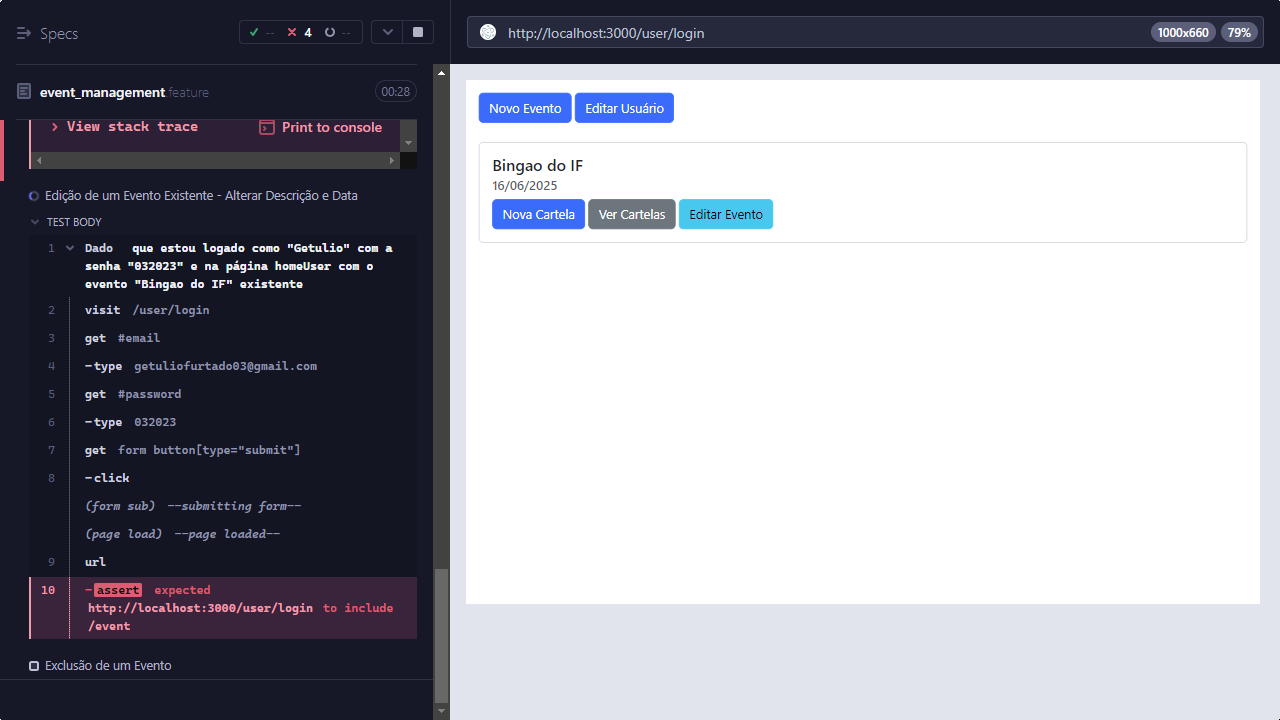 Specs
-- 4 --
http://localhost:3000/user/login
1000x660
79%
event_management feature
00:28
View stack trace
Print to console
Edição de um Evento Existente - Alterar Descrição e Data
TEST BODY
1 Dado que estou logado como "Getulio" com a
senha "032023" e na página homeUser com o
evento "Bingao do IF" existente
2 visit /user/login
3 get #email
4 -type getuliofurtado03@gmail.com
5 get #password
6 -type 032023
7 get form button[type="submit"]
8 -click
(form sub) --submitting form--
(page load) --page loaded--
9 url
10 -assert expected
http://localhost:3000/user/login to include
/event
Exclusão de um Evento
Novo Evento
Editar Usuário
Bingao do IF
16/06/2025
Nova Cartela
Ver Cartelas
Editar Evento